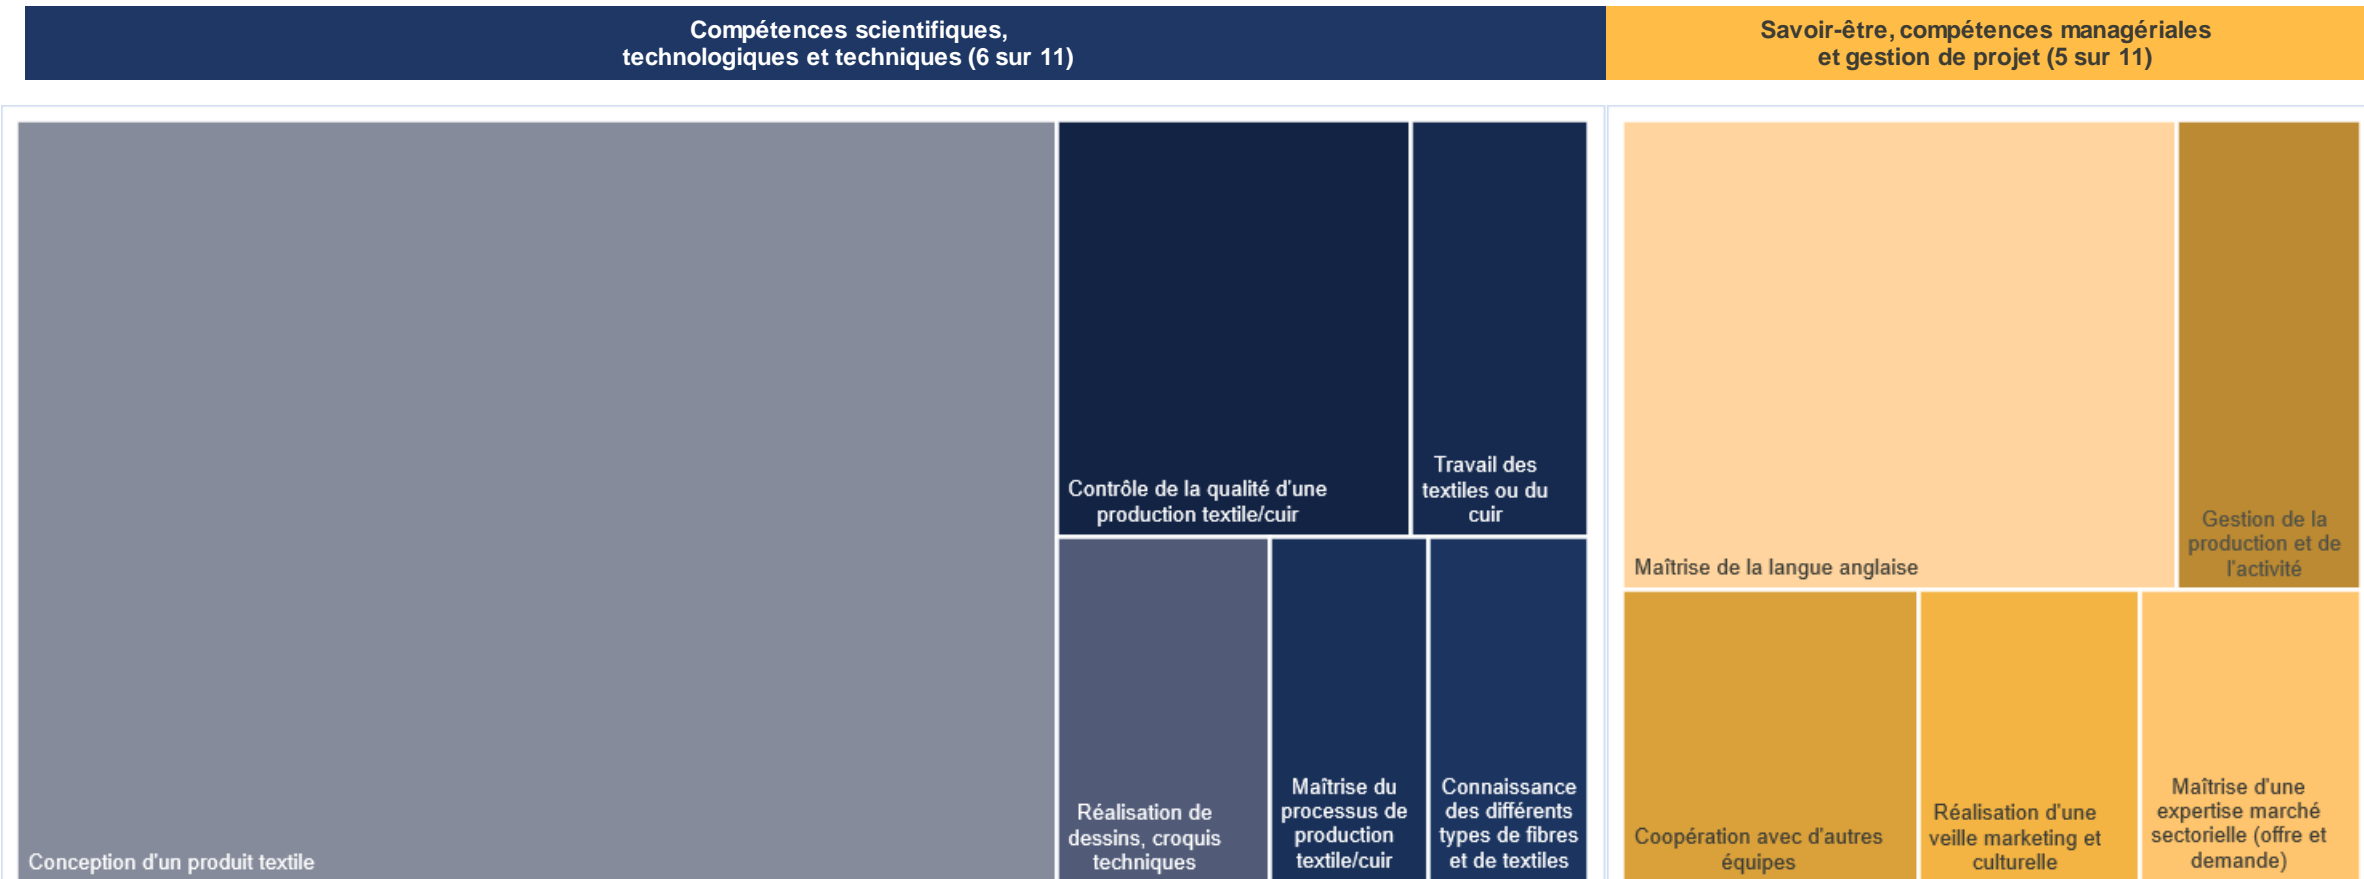 Compétences scientifiques,
technologiques et techniques (6 sur 11)
Savoir-être, compétences managériales
et gestion de projet (5 sur 11)
Conception d'un produit textile
Contrôle de la qualité d'une
production textile/cuir
Travail des
textiles ou du
cuir
Réalisation de
dessins, croquis
techniques
Maîtrise du
processus de
production
textile/cuir
Connaissance
des différents
types de fibres
et de textiles
Maîtrise de la langue anglaise
Gestion de la
production et de
l'activité
Coopération avec d'autres
équipes
Réalisation d'une
veille marketing et
culturelle
Maîtrise d'une
expertise marché
sectorielle (offre et
demande)